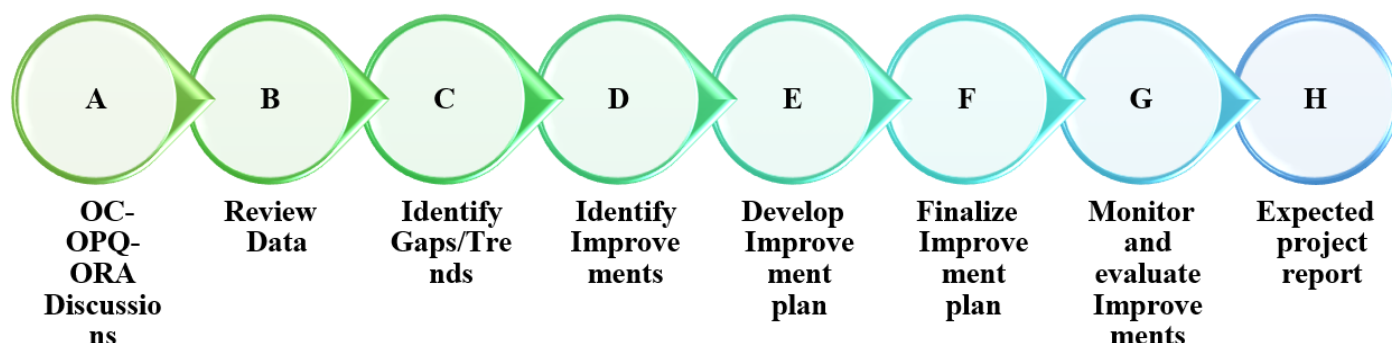 A
B
C
D
E
F
G
H
OC-
OPQ-
ORA
Discussio
ns
Review
Data
Identify
Gaps/Tre
nds
Identify
Improve
ments
Develop
Improve
ment
plan
Finalize
Improve
ment
plan
Monitor
and
evaluate
Improve
ments
Expected
project
report